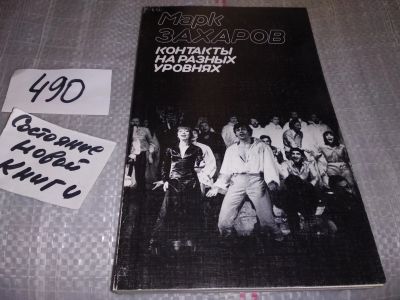 Марк
ЗАХАРОВ
КОНТАКТЫ
НА РАЗНЫХ
УРОВНЯХ
490
Состояние
новой
книги